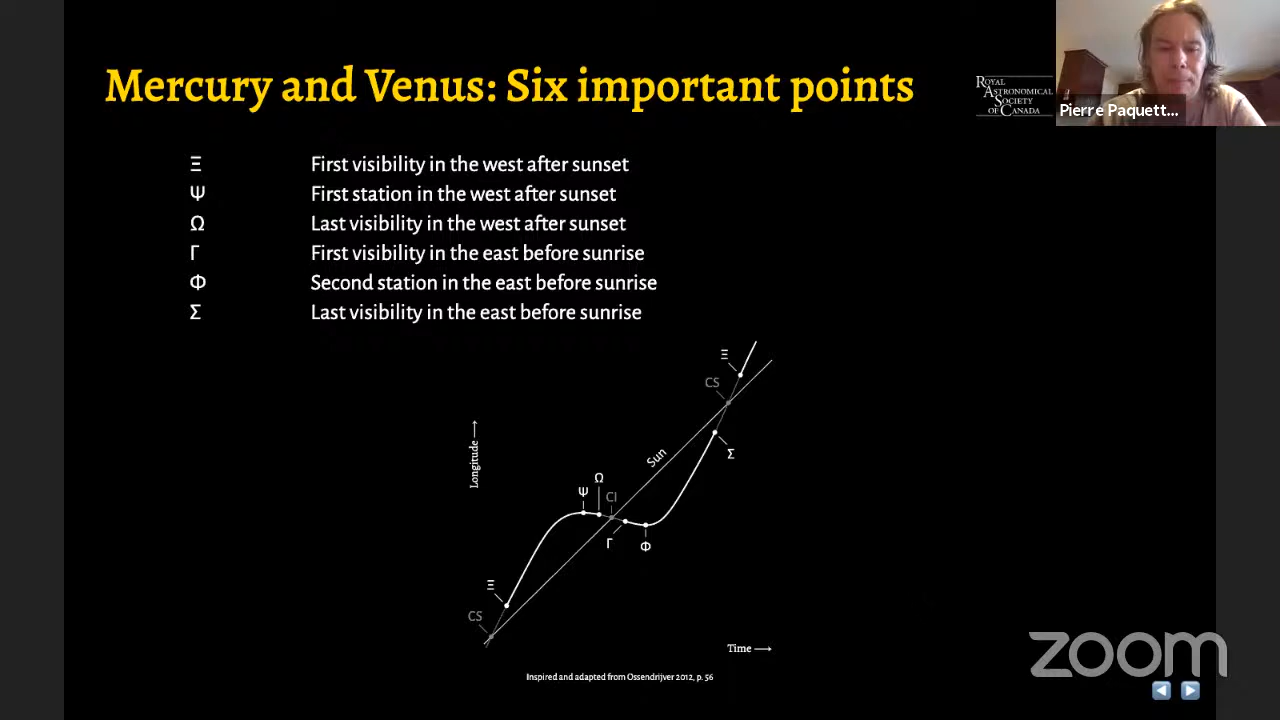 Mercury and Venus: Six important points
ROYAL
ASTRONOMICAL
SOCIETY
OF CANADA
Pierre Paquett...
Ξ First visibility in the west after sunset
Ψ First station in the west after sunset
Ω Last visibility in the west after sunset
Γ First visibility in the east before sunrise
Φ Second station in the east before sunrise
Σ Last visibility in the east before sunrise
Ξ
CS
Longitude →
Σ
Sun
Ω
Ψ
CI
Γ
Φ
Ξ
CS
Time →
Inspired and adapted from Ossendrijver 2012, p. 56
zoom